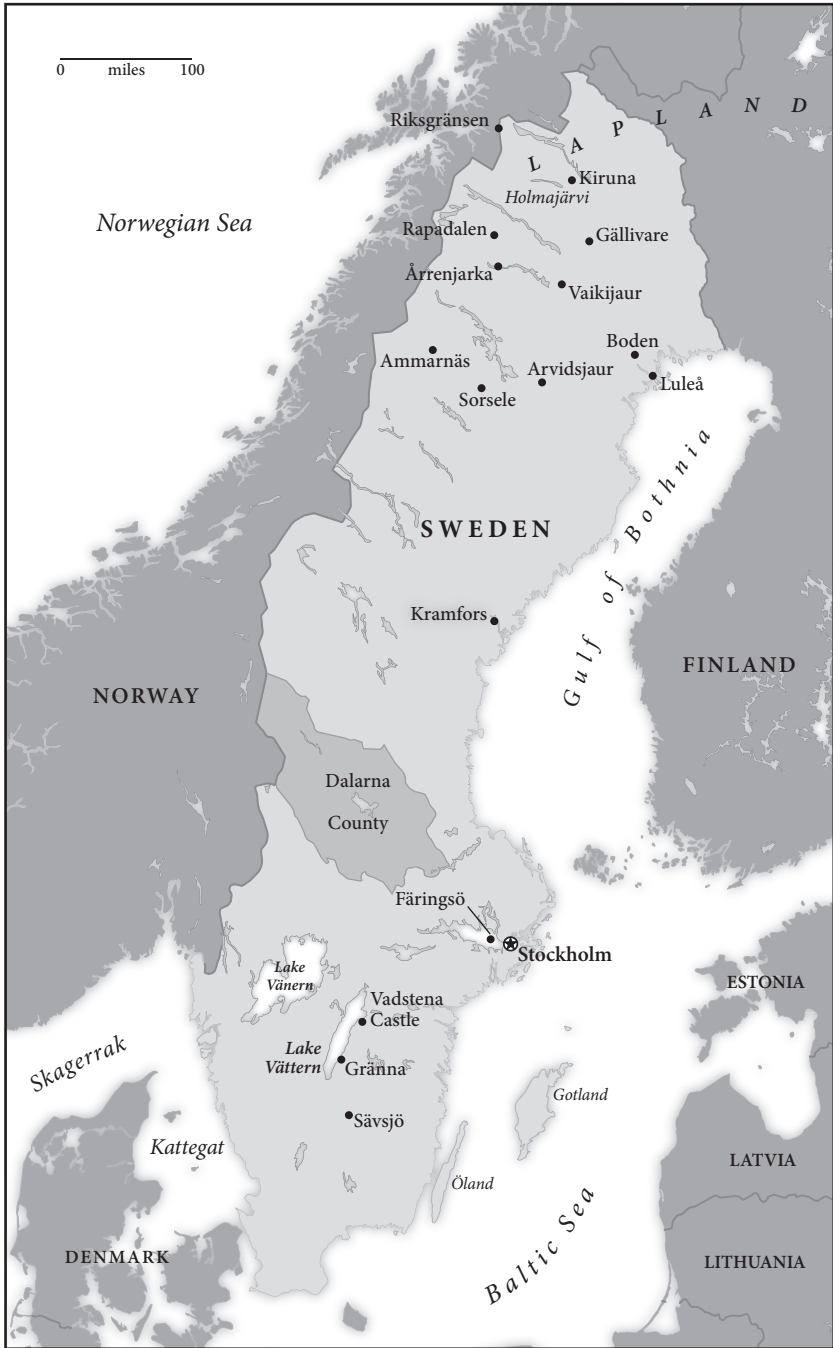 0 miles 100
L A P L A N D
Riksgränsen
Kiruna
Holmajärvi
Norwegian Sea
Rapadalen
Gällivare
Årrenjarka
Vaikijaur
Boden
Ammarnäs
Arvidsjaur
Luleå
Sorsele
SWEDEN
Gulf of Bothnia
Kramfors
FINLAND
NORWAY
Dalarna
County
Färingsö
Stockholm
Lake
Vänern
ESTONIA
Vadstena
Castle
Lake
Vättern
Gränna
Skagerrak
Gotland
Sävsjö
Kattegat
LATVIA
Öland
Baltic Sea
DENMARK
LITHUANIA